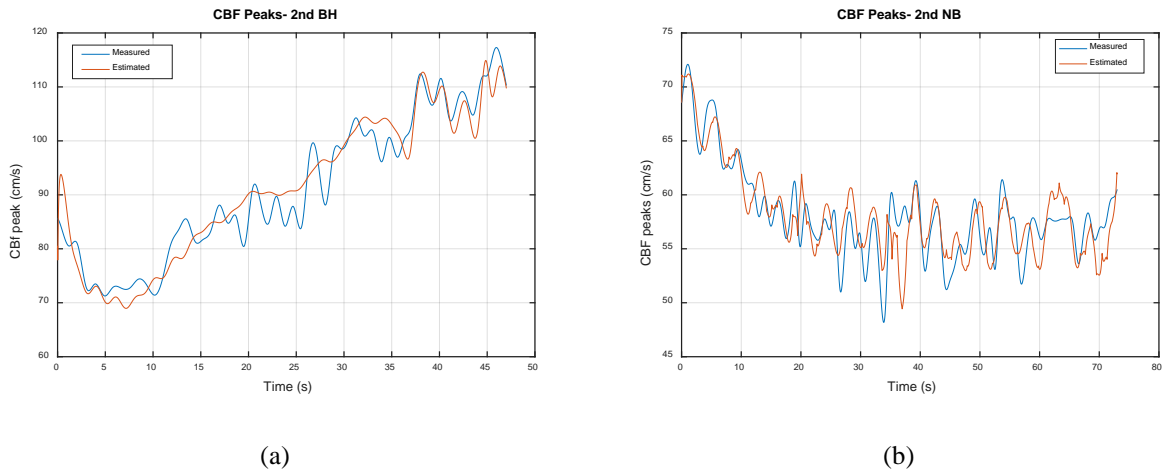 CBF Peaks- 2nd BH
120
110
100
90
80
70
60
CBf peak (cm/s)
Measured
Estimated
0 5 10 15 20 25 30 35 40 45 50
Time (s)
(a)
CBF Peaks- 2nd NB
75
70
65
60
55
50
45
CBF peaks (cm/s)
Measured
Estimated
0 10 20 30 40 50 60 70 80
Time (s)
(b)